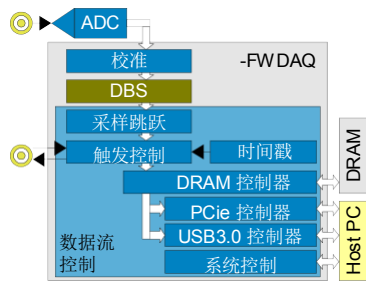 ADC
校准
-FWDAQ
DBS
采样跳跃
触发控制
时间戳
DRAM 控制器
DRAM
PCie 控制器
USB3.0 控制器
数据流
控制
系统控制
Host PC